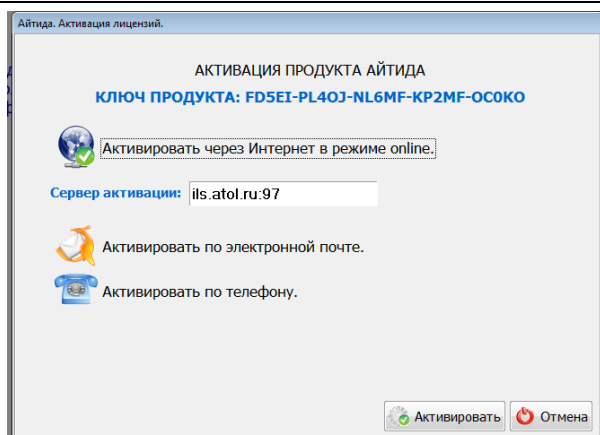 Айтида. Активация лицензий.
АКТИВАЦИЯ ПРОДУКТА АЙТИДА
КЛЮЧ ПРОДУКТА: FD5EI-PL4OJ-NL6MF-KP2MF-OC0KO
Активировать через Интернет в режиме online.
Сервер активации: ils.atol.ru:97
Активировать по электронной почте.
Активировать по телефону.
Активировать Отмена